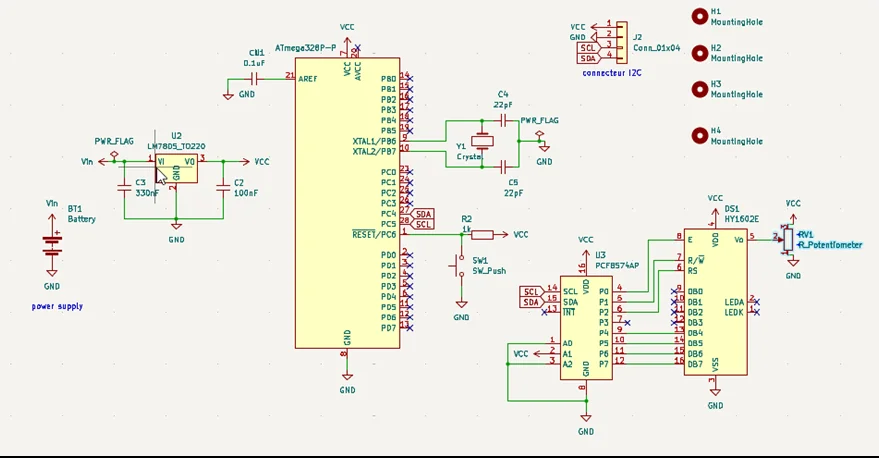 H1
MountingHole
H2
MountingHole
H3
MountingHole
H4
MountingHole
VCC
GND
SCL
SDA
1
2
3
4
J2
Conn_01x04
connecteur I2C
VCC
ATmega328P-P
7
20
VCC
AVCC
0.1uF
21
AREF
GND
PB0
PB1
PB2
PB3
PB4
PB5
XTAL1/PB6
XTAL2/PB7
PC0
PC1
PC2
PC3
PC4
PC5
RESET/PC6
PD0
PD1
PD2
PD3
PD4
PD5
PD6
PD7
14
15
16
17
18
19
9
10
23
24
25
26
27
28
1
2
3
4
5
6
11
12
13
SDA
SCL
GND
8
GND
C4
22pF
PWR_FLAG
Y1
Crystal
GND
C5
22pF
R2
1k
VCC
SW1
SW_Push
GND
PWR_FLAG
U2
LM7805_TO220
Vin
1
VI
VO
3
VCC
GND
2
C3
330nF
C2
100nF
GND
Vin
BT1
Battery
GND
power supply
VCC
U3
PCF8574AP
16
VDD
SCL
SDA
14
15
13
SCL
SDA
INT
P0
P1
P2
P3
P4
P5
P6
P7
4
5
6
7
9
10
11
12
VCC
1
2
3
A0
A1
A2
GND
8
GND
VCC
DS1
HY1602E
4
VDD
8
E
7
R/W
6
RS
DB0
DB1
DB2
DB3
DB4
DB5
DB6
DB7
9
10
11
12
13
14
15
16
Vo
5
LEDA
LEDK
2
1
VSS
3
GND
VCC
2
RV1
R_Potentiometer
GND